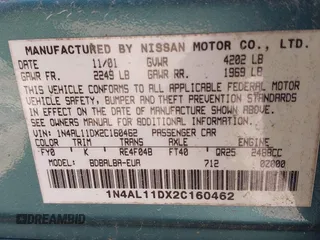 MANUFACTURED BY NISSAN MOTOR CO., LTD.
DATE 11/01 GVWR 4202 LB
GAWR FR. 2249 LB GAWR RR. 1969 LB
THIS VEHICLE CONFORMS TO ALL APPLICABLE FEDERAL MOTOR
VEHICLE SAFETY, BUMPER AND THEFT PREVENTION STANDARDS
IN EFFECT ON THE DATE OF MANUFACTURE SHOWN ABOVE.
SEE OWNERS MANUAL FOR ADDITIONAL INFORMATION
VIN: 1N4AL11DX2C160462 PASSENGER CAR
COLOR TRIM TRANS AXLE ENGINE
FY0 K RE4F04B FT40 QR25 2488CC
MODEL BDBALBA-EUA 712 02000
1N4AL11DX2C160462
AUTOBIDMASTER